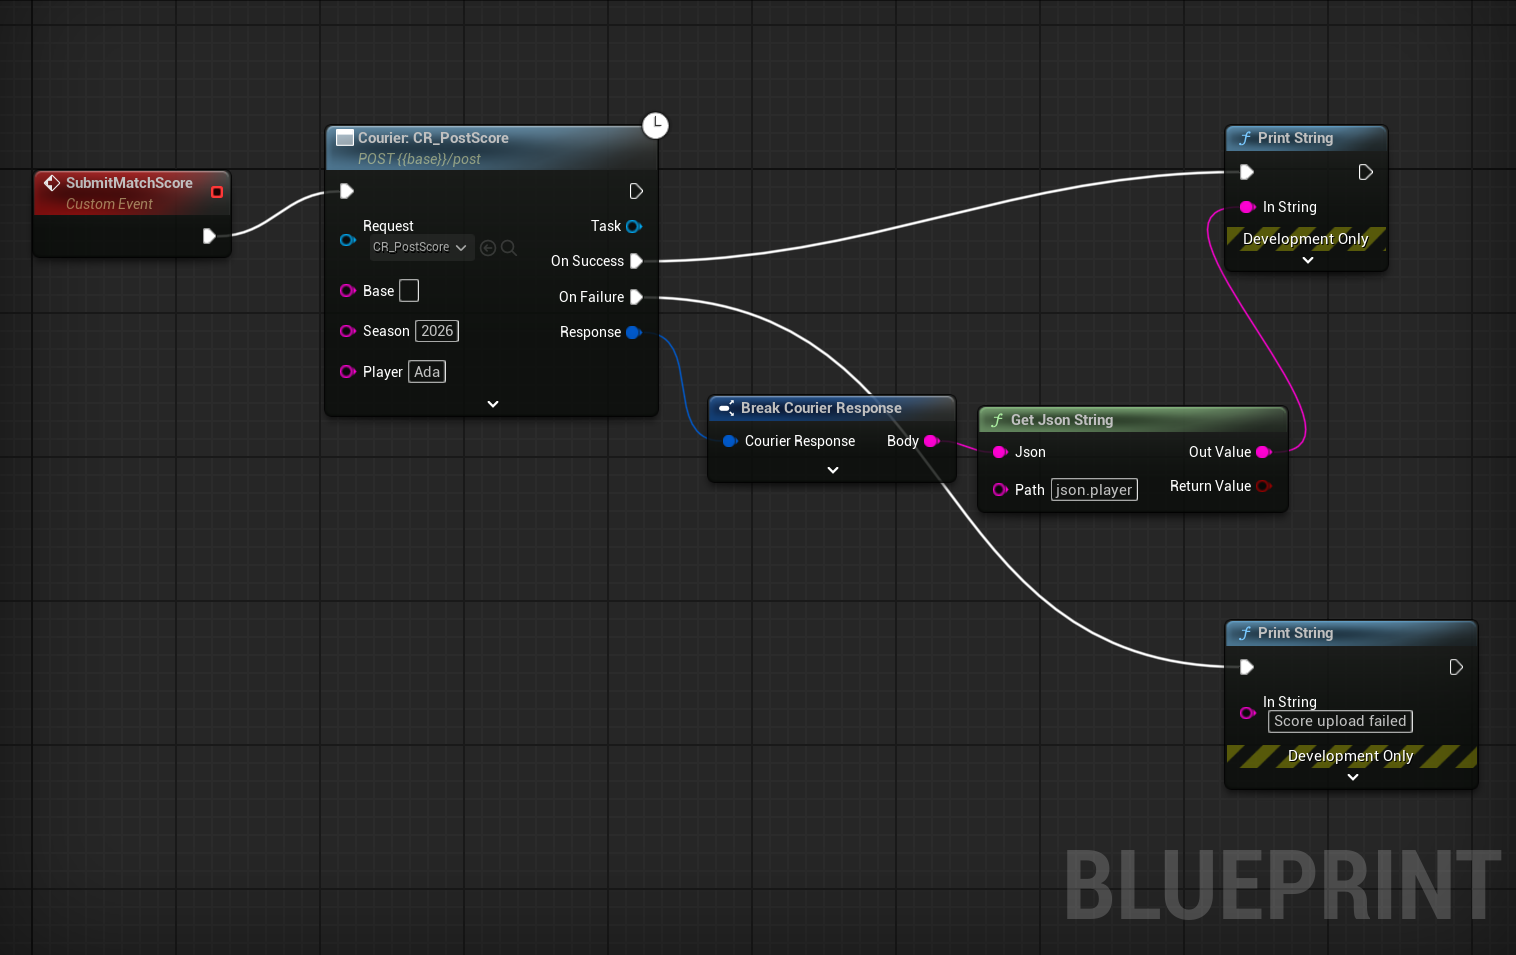 SubmitMatchScore
Custom Event
Courier: CR_PostScore
POST {{base}}/post
Request
CR_PostScore
Task
On Success
Base
On Failure
Season 2026
Response
Player Ada
Break Courier Response
Courier Response
Body
Get Json String
Json
Out Value
Path json.player
Return Value
Print String
In String
Development Only
Print String
In String
Score upload failed
Development Only
BLUEPRINT